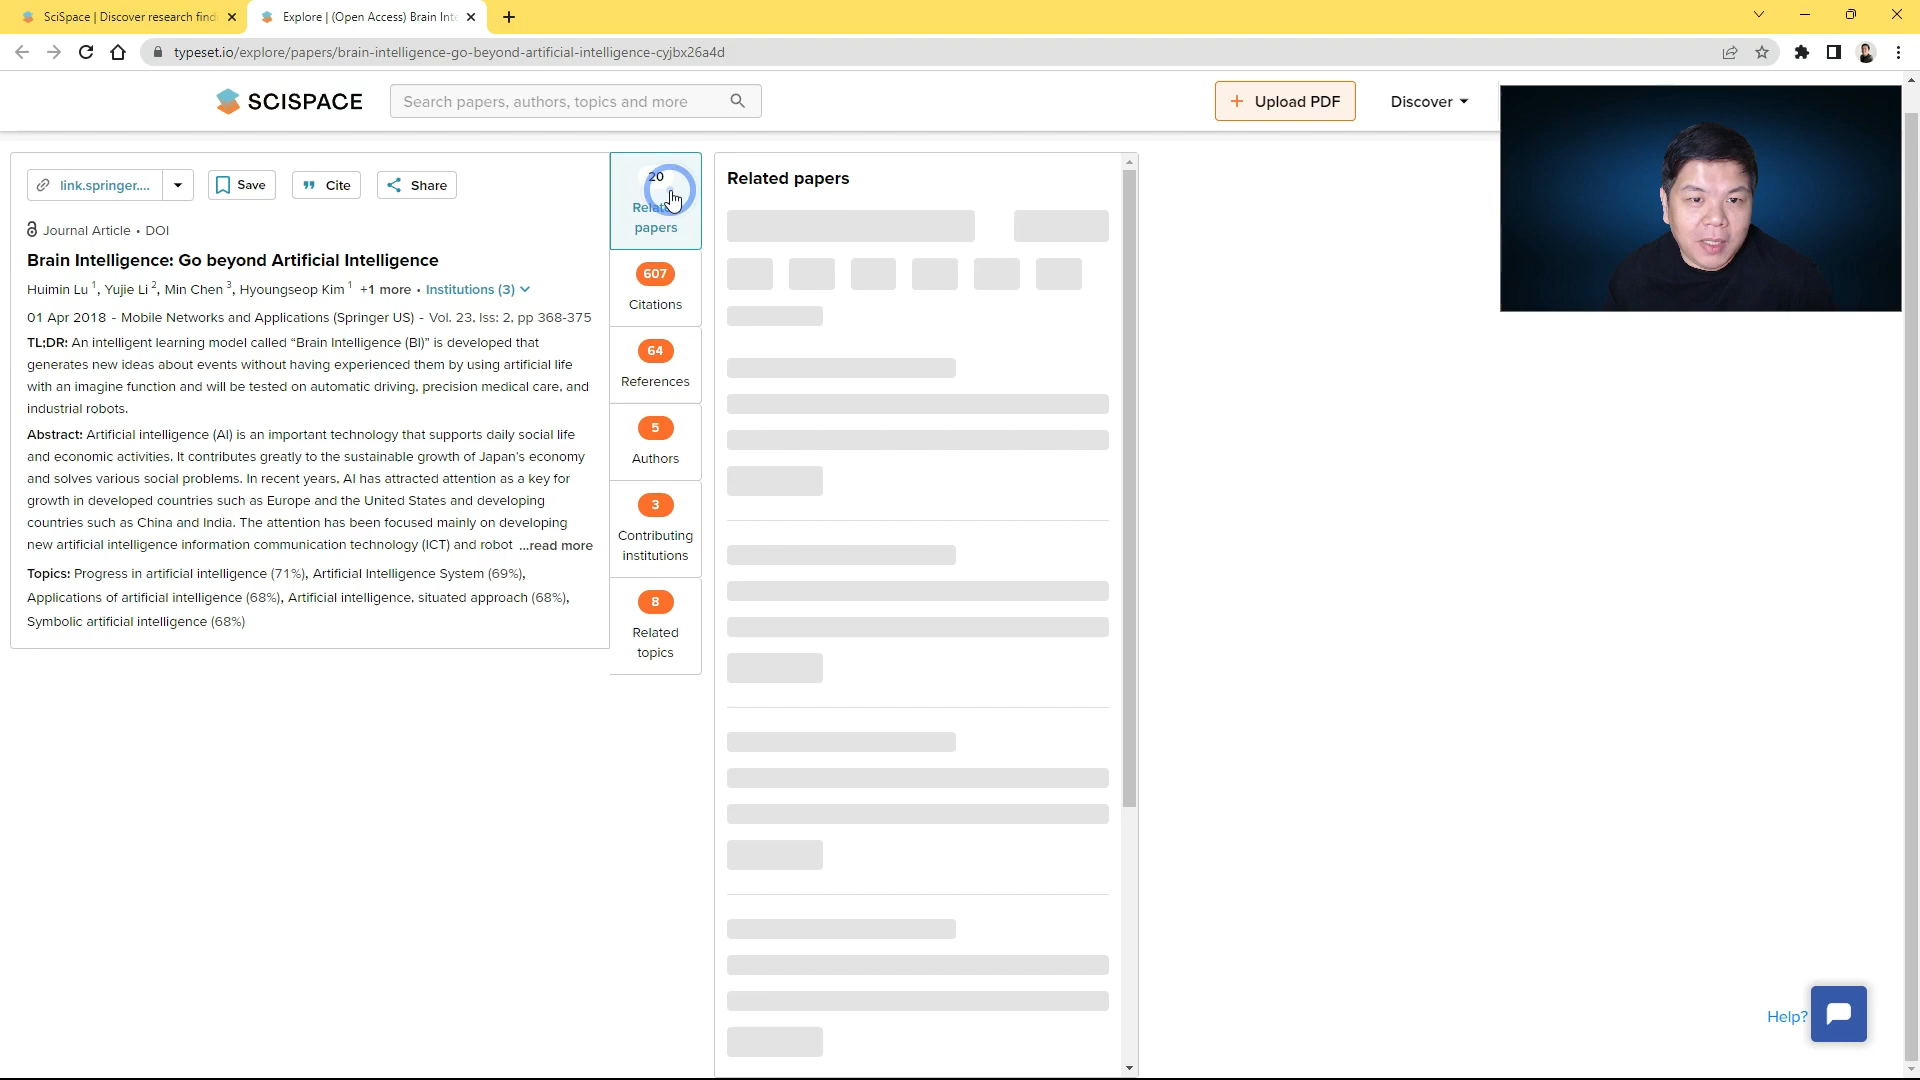 SciSpace | Discover research find
Explore | (Open Access) Brain Inte
typeset.io/explore/papers/brain-intelligence-go-beyond-artificial-intelligence-cyjbx26a4d
SCISPACE
Search papers, authors, topics and more
+ Upload PDF
Discover
link.springer....
Save
Cite
Share
Journal Article • DOI
Brain Intelligence: Go beyond Artificial Intelligence
Huimin Lu 1, Yujie Li 2, Min Chen 3, Hyoungseop Kim 1 +1 more • Institutions (3)
01 Apr 2018 - Mobile Networks and Applications (Springer US) - Vol. 23, Iss: 2, pp 368-375
TL;DR: An intelligent learning model called “Brain Intelligence (BI)” is developed that
generates new ideas about events without having experienced them by using artificial life
with an imagine function and will be tested on automatic driving, precision medical care, and
industrial robots.
Abstract: Artificial intelligence (AI) is an important technology that supports daily social life
and economic activities. It contributes greatly to the sustainable growth of Japan’s economy
and solves various social problems. In recent years, AI has attracted attention as a key for
growth in developed countries such as Europe and the United States and developing
countries such as China and India. The attention has been focused mainly on developing
new artificial intelligence information communication technology (ICT) and robot ...read more
Topics: Progress in artificial intelligence (71%), Artificial Intelligence System (69%),
Applications of artificial intelligence (68%), Artificial intelligence, situated approach (68%),
Symbolic artificial intelligence (68%)
20
Related
papers
607
Citations
64
References
5
Authors
3
Contributing
institutions
8
Related
topics
Related papers
Help?